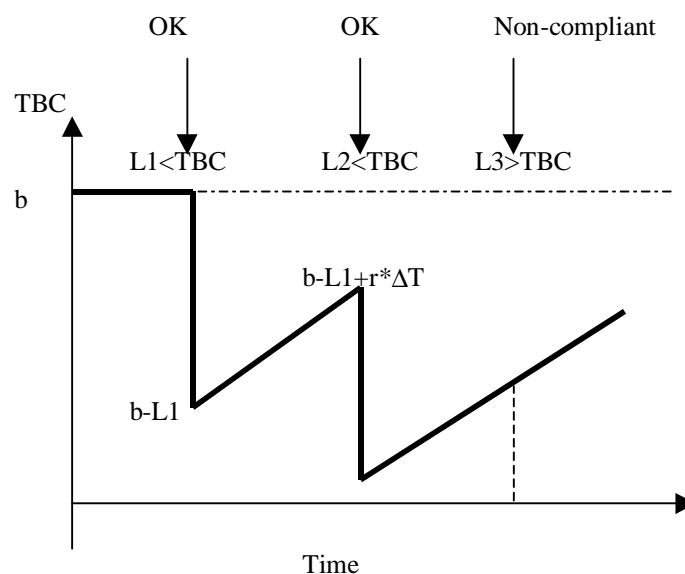 OK OK Non-compliant
TBC
L1<TBC L2<TBC L3>TBC
b
b-L1+r*ΔT
b-L1
Time